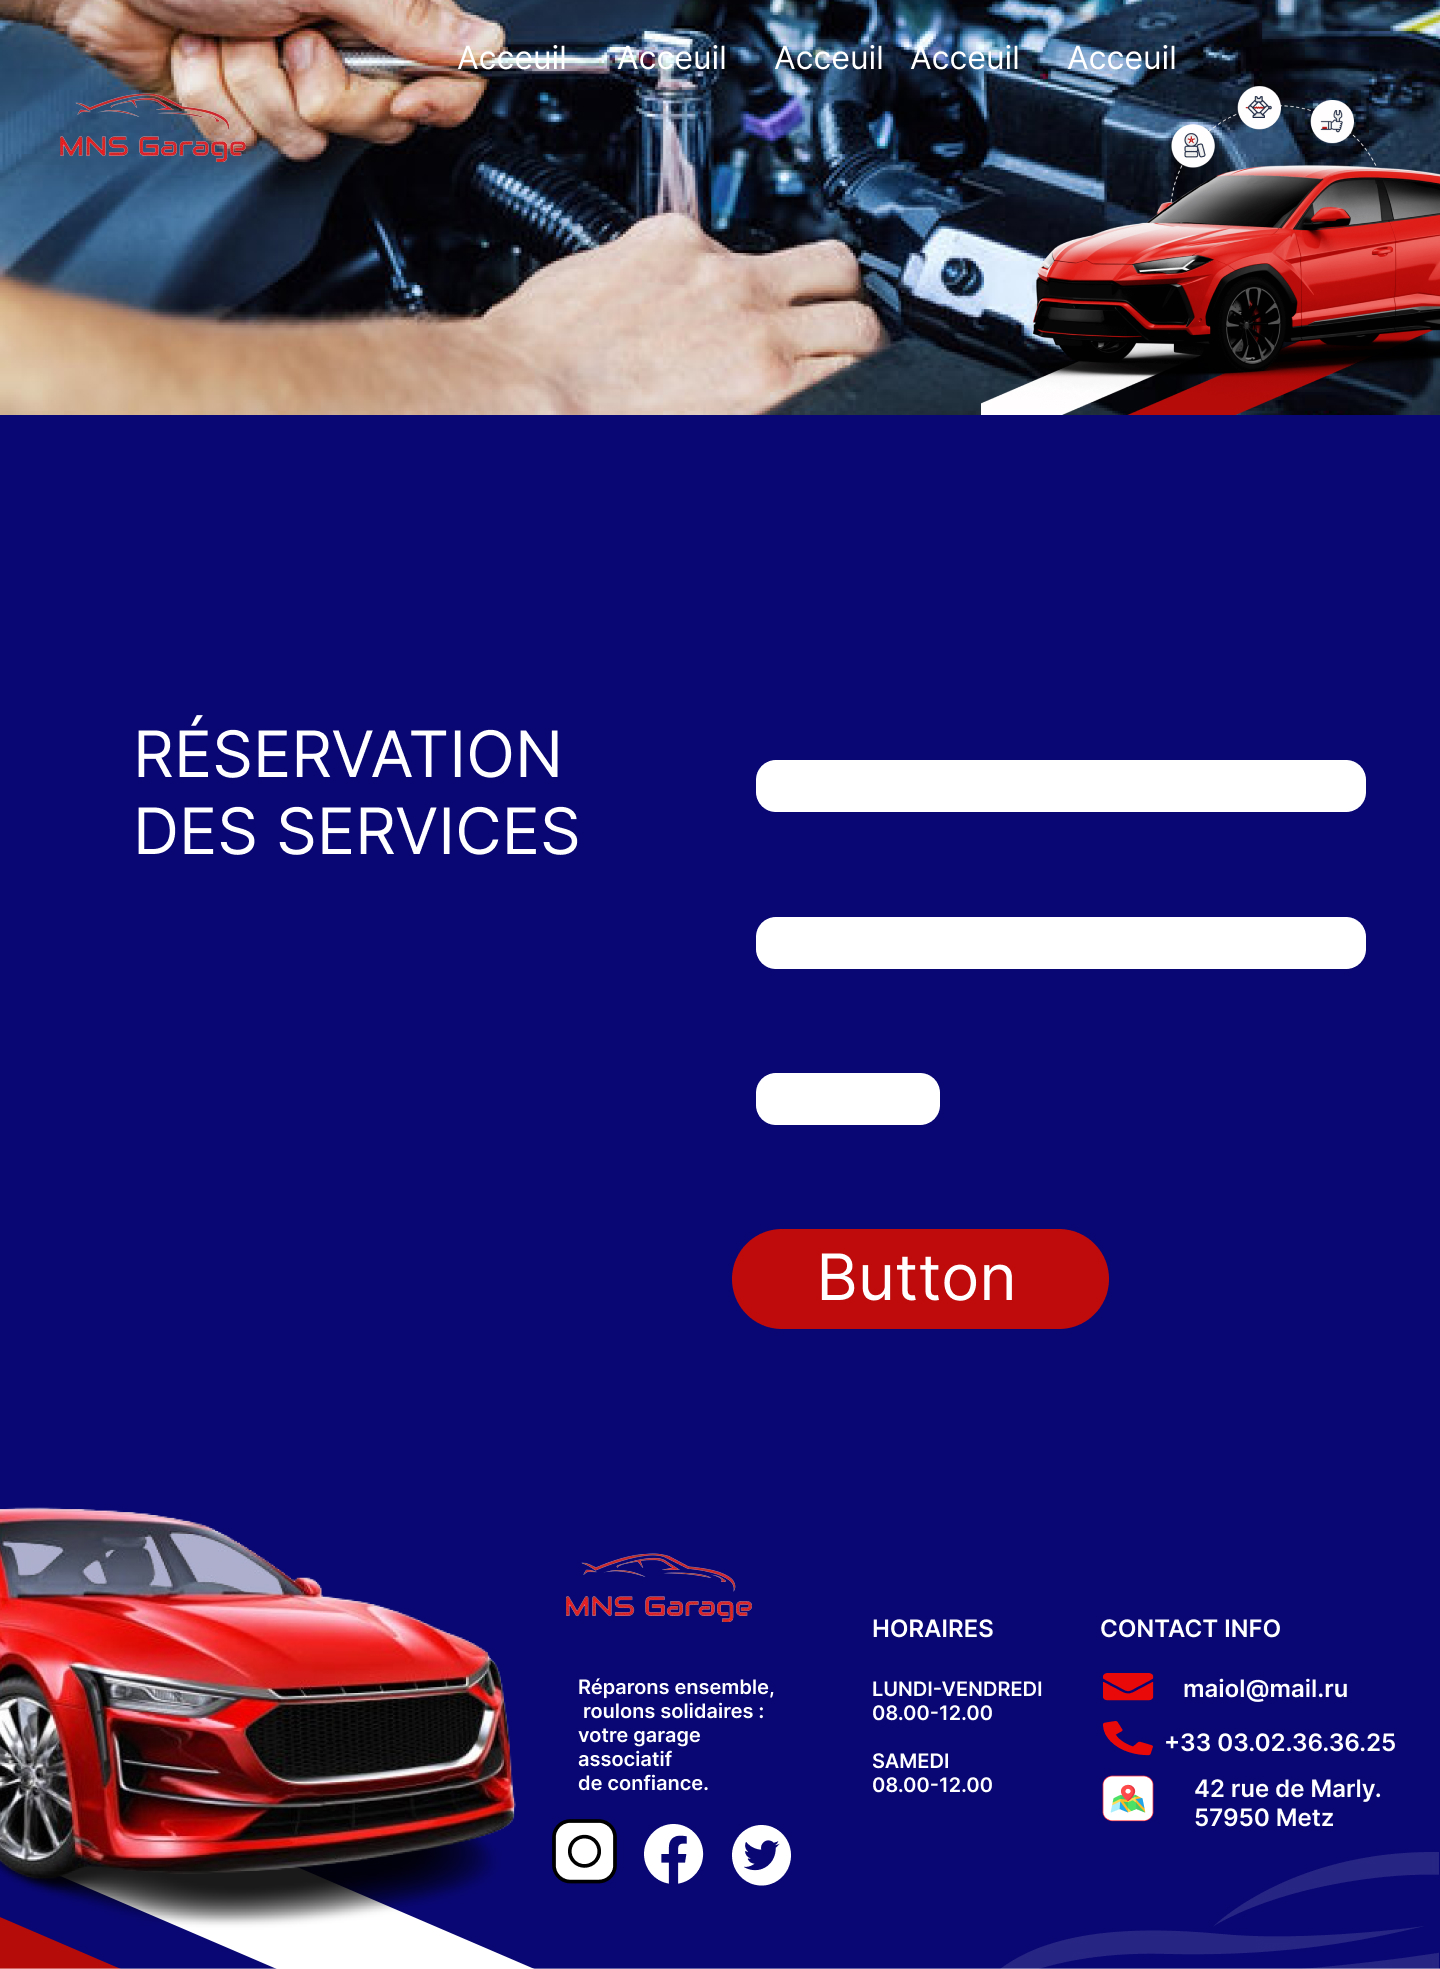 Acceuil Acceuil Acceuil Acceuil Acceuil
MNS Garage
RÉSERVATION
DES SERVICES
Button
MNS Garage
Réparons ensemble,
roulons solidaires :
votre garage
associatif
de confiance.
HORAIRES
LUNDI-VENDREDI
08.00-12.00
SAMEDI
08.00-12.00
CONTACT INFO
maiol@mail.ru
+33 03.02.36.36.25
42 rue de Marly.
57950 Metz